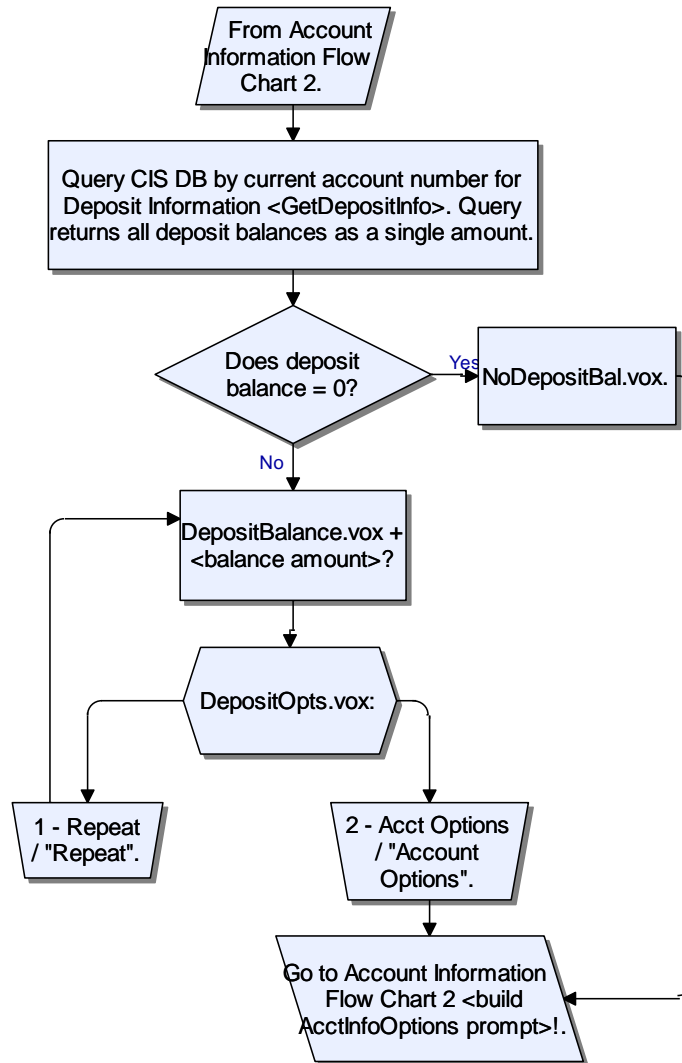 From Account
Information Flow
Chart 2.
Query CIS DB by current account number for
Deposit Information <GetDepositInfo>. Query
returns all deposit balances as a single amount.
Does deposit
balance = 0?
Yes
NoDepositBal.vox.
No
DepositBalance.vox +
<balance amount>?
DepositOpts.vox:
1 - Repeat
/ "Repeat".
2 - Acct Options
/ "Account
Options".
Go to Account Information
Flow Chart 2 <build
AcctInfoOptions prompt>!.